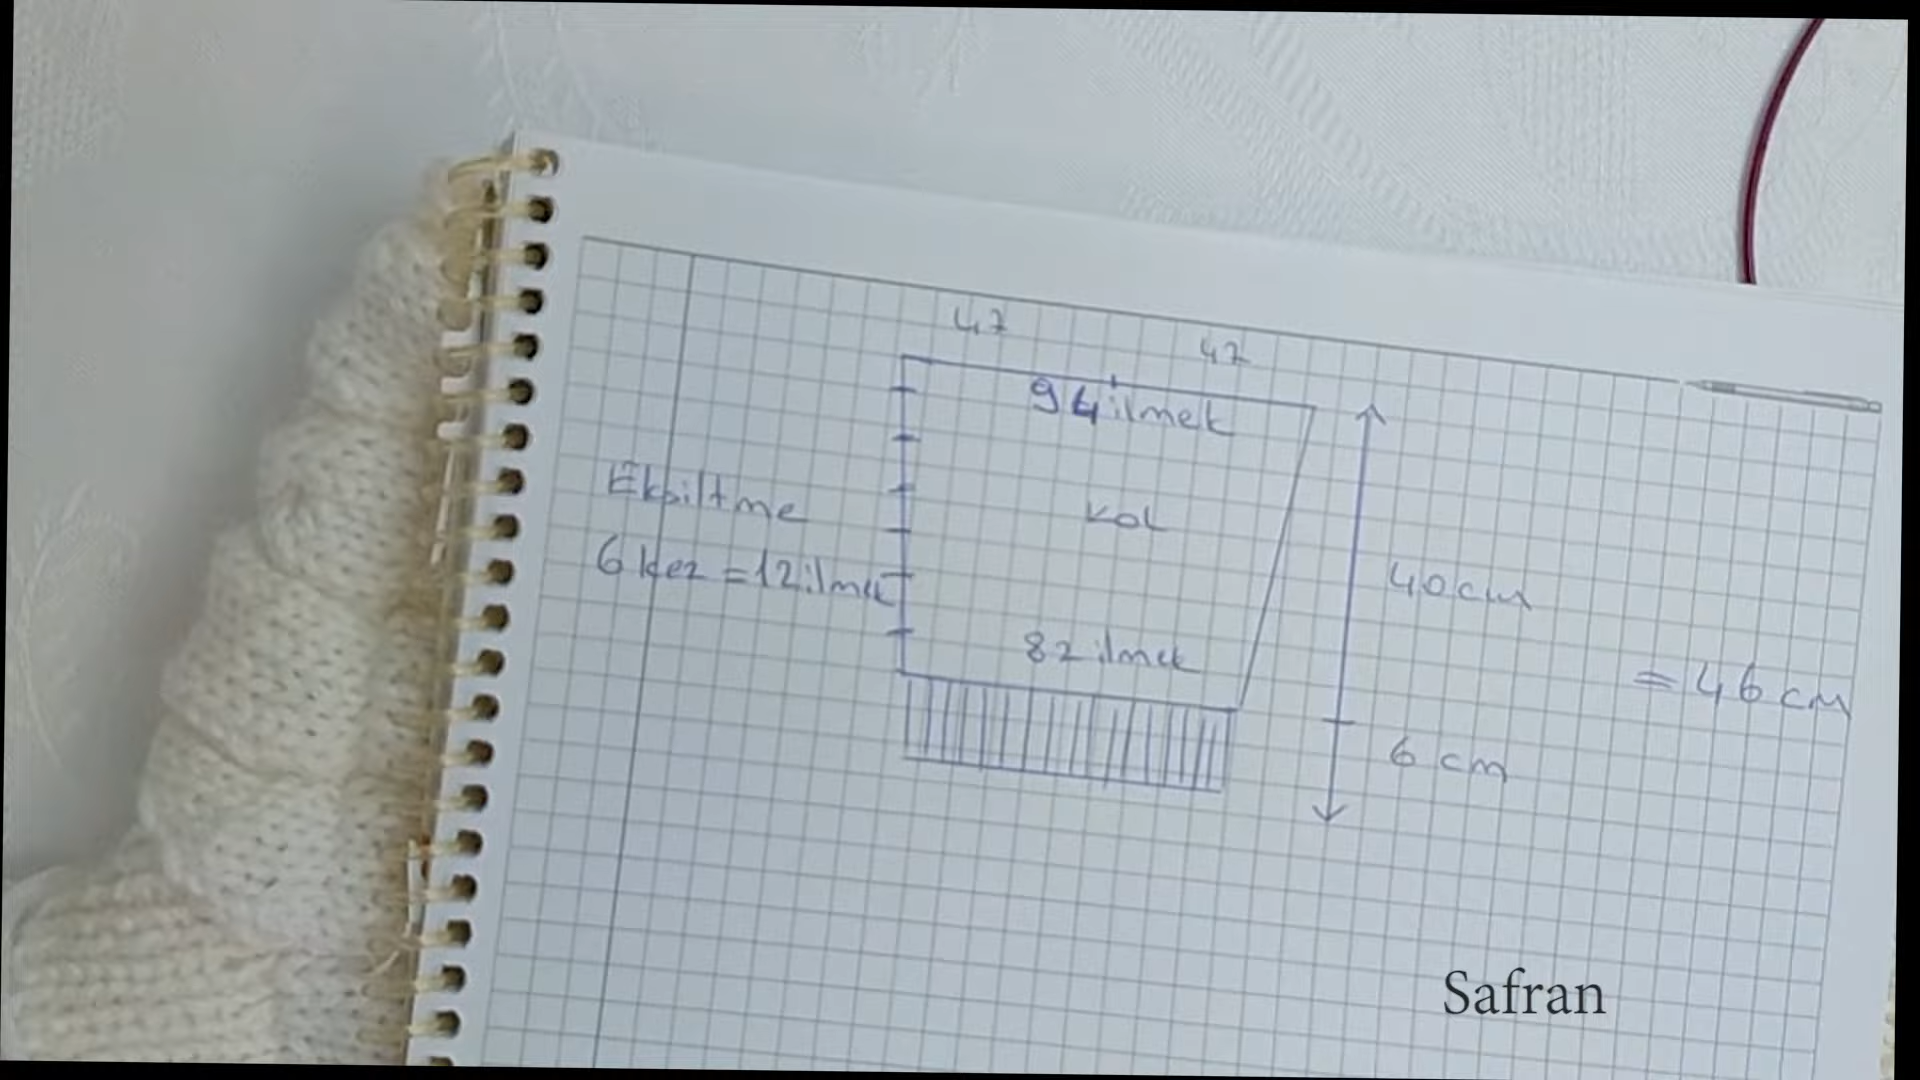 47 47
94 ilmek
Eksiltme
Kol
6 kez = 12 ilmek
40 cm
82 ilmek
= 46 cm
6 cm
Safran